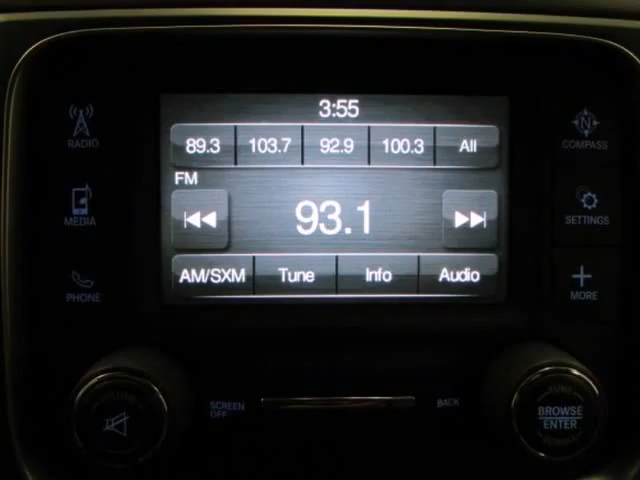 3:55
89.3 103.7 92.9 100.3 All
FM
93.1
AM/SXM Tune Info Audio
RADIO
MEDIA
PHONE
N
COMPASS
SETTINGS
MORE
SCREEN OFF
BACK
TUNE
BROWSE
ENTER